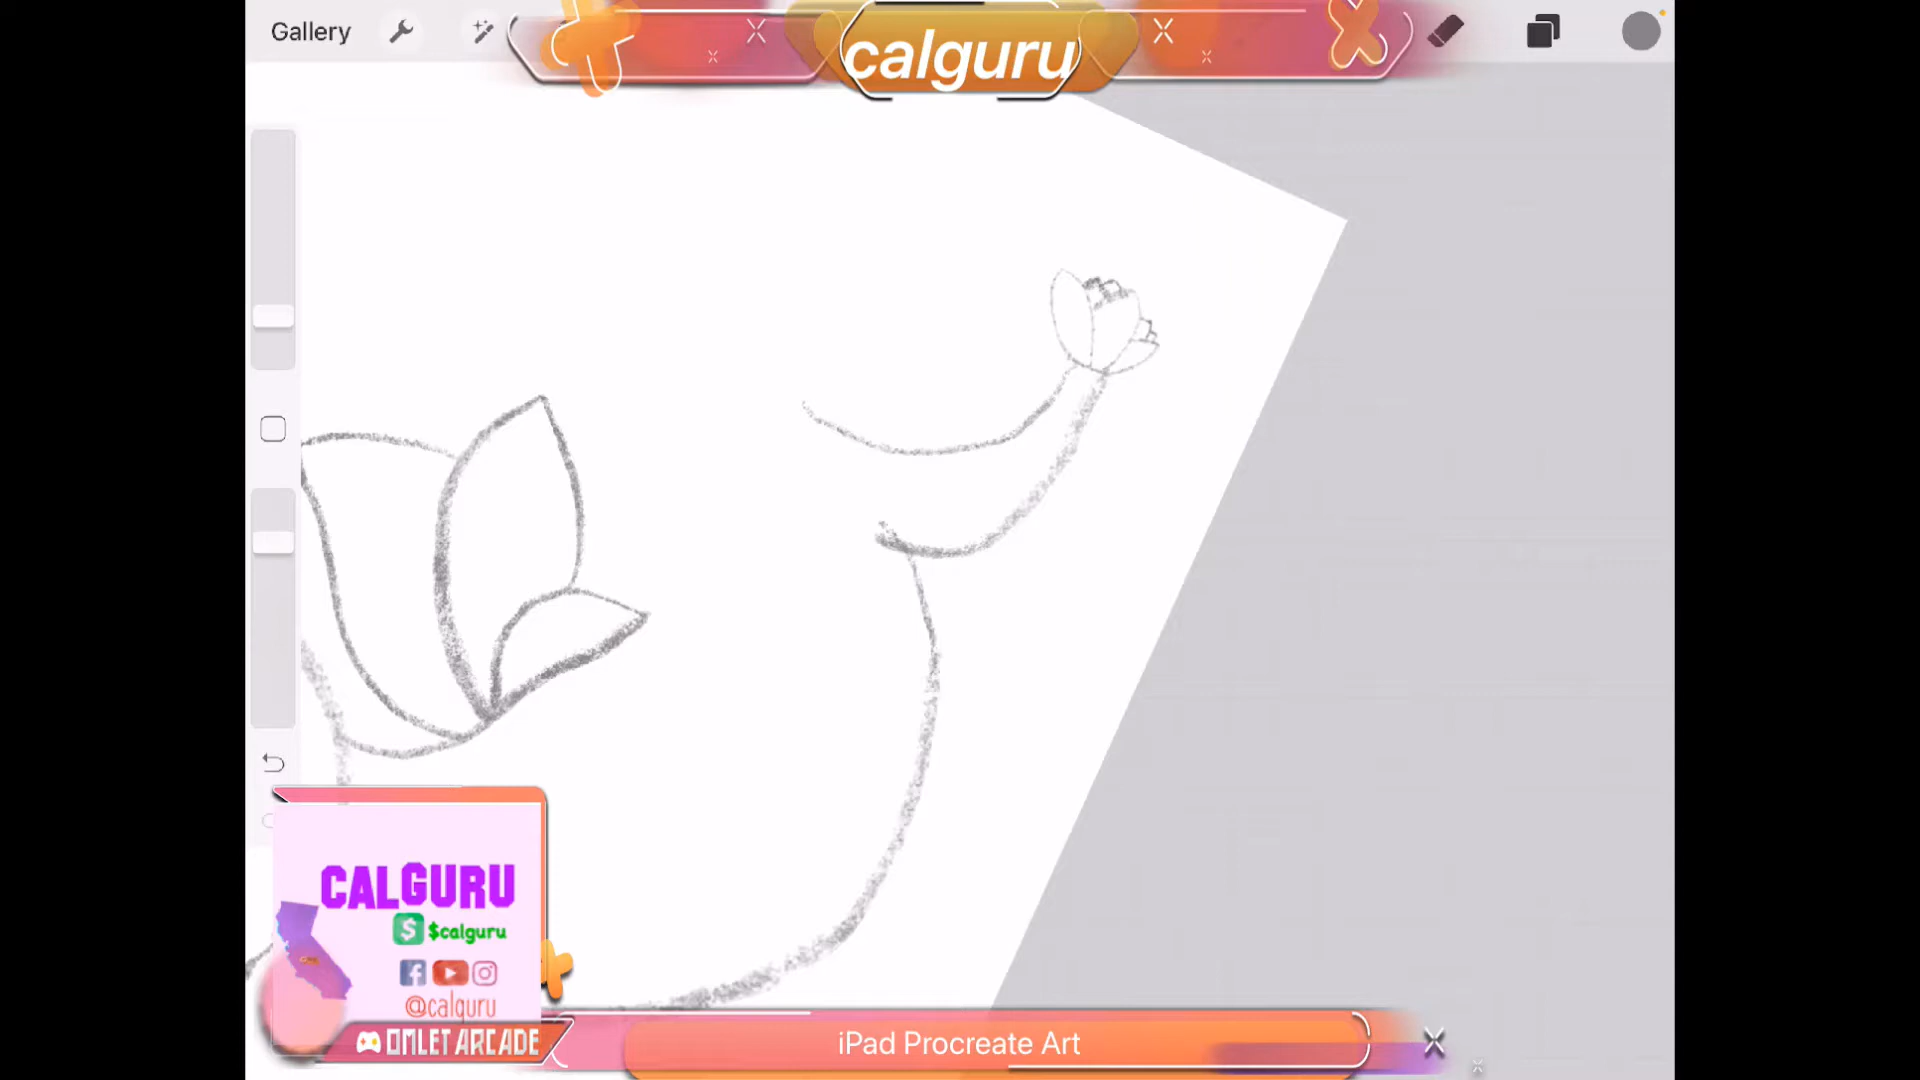 Gallery
calguru
CALGURU
$ $calguru
@calguru
OMLET ARCADE
iPad Procreate Art